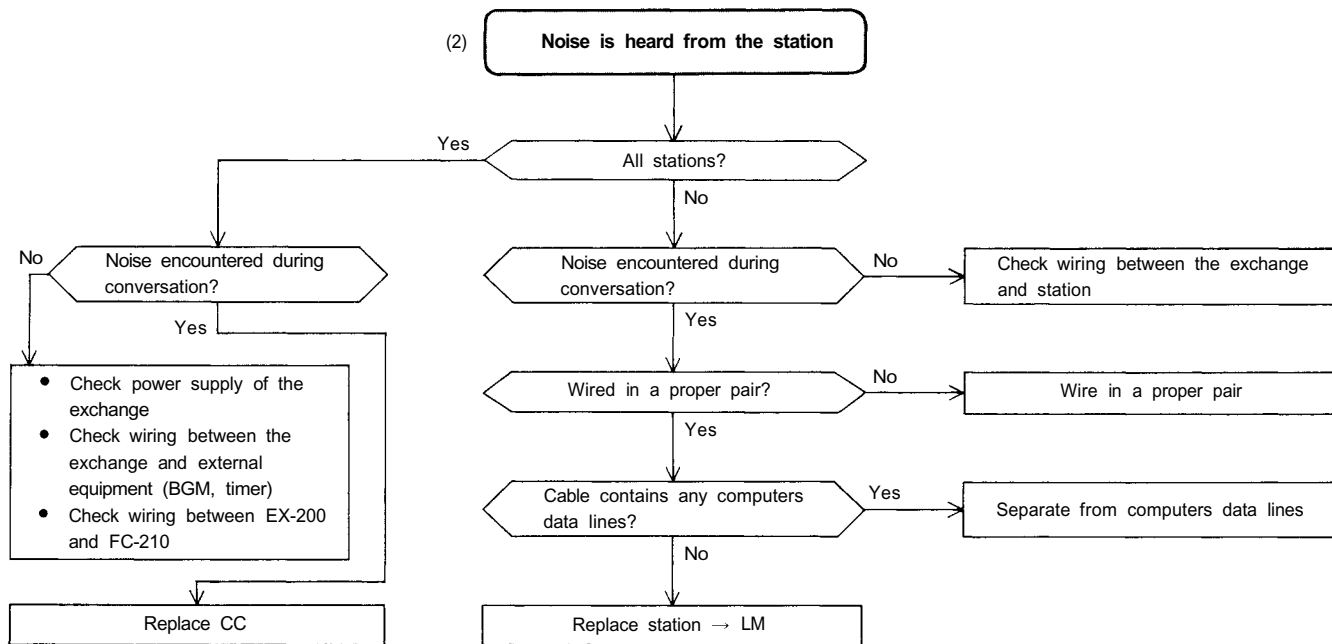 (2) Noise is heard from the station
Yes
All stations?
No
No
Noise encountered during
conversation?
Yes
Noise encountered during
conversation?
No
Check wiring between the exchange
and station
Yes
● Check power supply of the
exchange
● Check wiring between the
exchange and external
equipment (BGM, timer)
● Check wiring between EX-200
and FC-210
Wired in a proper pair?
No
Wire in a proper pair
Yes
Cable contains any computers
data lines?
Yes
Separate from computers data lines
No
Replace CC
Replace station → LM